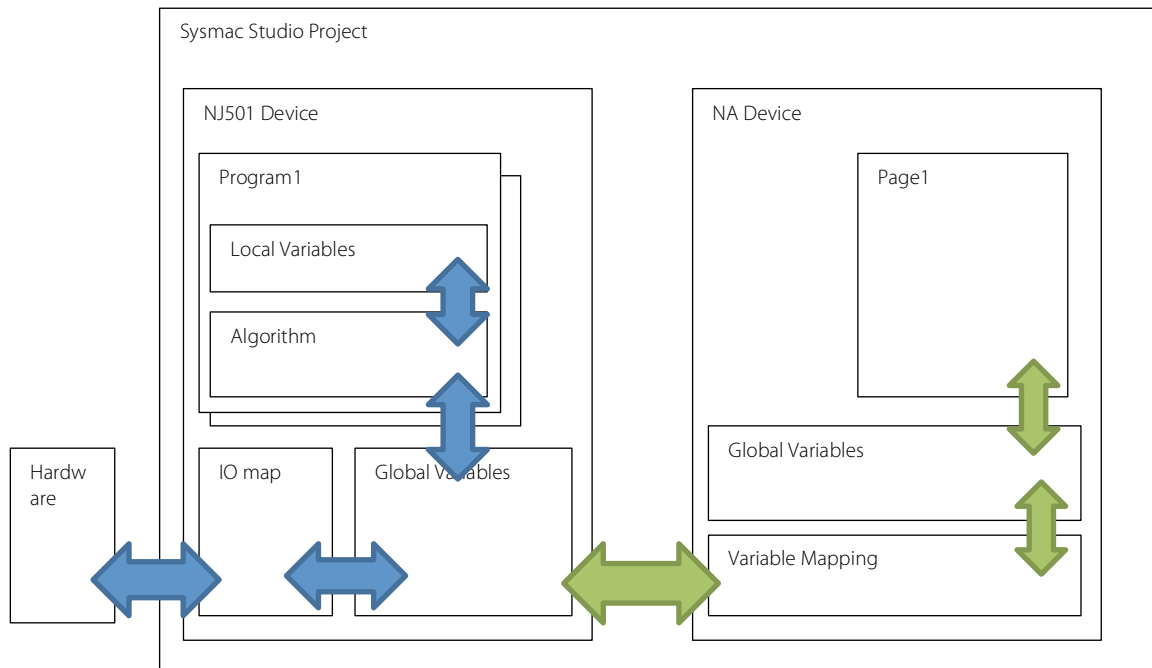 Sysmac Studio Project
NJ501 Device
NA Device
Program1
Page1
Local Variables
Algorithm
Hardw
are
IO map
Global Variables
Global Variables
Variable Mapping